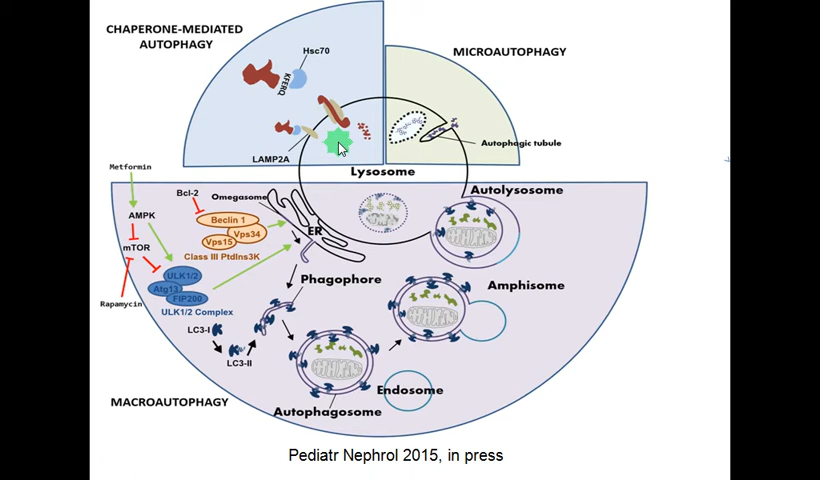 CHAPERONE-MEDIATED
AUTOPHAGY
Hsc70
KFERQ
LAMP2A
MICROAUTOPHAGY
Autophagic tubule
Lysosome
Metformin
AMPK
mTOR
Rapamycin
Bcl-2
Beclin 1
Vps34
Vps15
Class III PtdIns3K
ULK1/2
Atg13
FIP200
ULK1/2 Complex
Omegasome
ER
Phagophore
LC3-I
LC3-II
Autophagosome
Endosome
Amphisome
Autolysosome
MACROAUTOPHAGY
Pediatr Nephrol 2015, in press